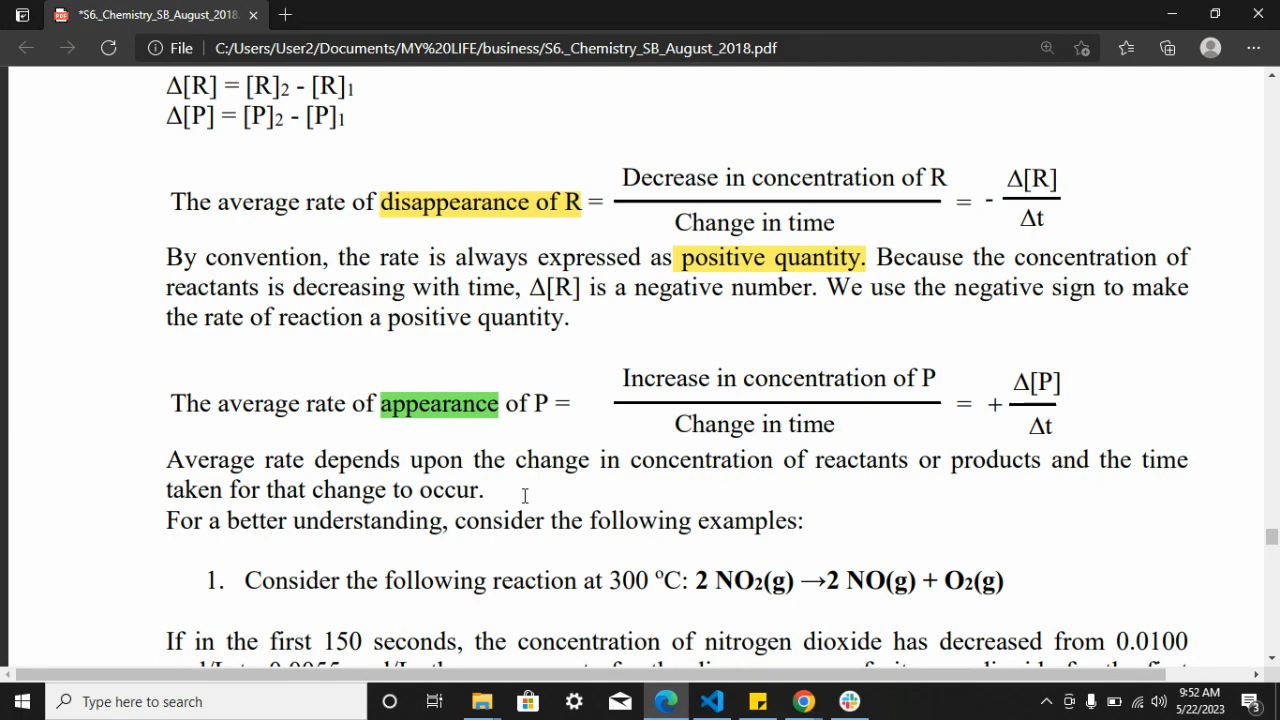 *S6._Chemistry_SB_August_2018.
File C:/Users/User2/Documents/MY%20LIFE/business/S6._Chemistry_SB_August_2018.pdf
Δ[R] = [R]2 - [R]1
Δ[P] = [P]2 - [P]1
The average rate of disappearance of R = Decrease in concentration of R / Change in time = - Δ[R] / Δt
By convention, the rate is always expressed as positive quantity. Because the concentration of
reactants is decreasing with time, Δ[R] is a negative number. We use the negative sign to make
the rate of reaction a positive quantity.
The average rate of appearance of P = Increase in concentration of P / Change in time = + Δ[P] / Δt
Average rate depends upon the change in concentration of reactants or products and the time
taken for that change to occur.
For a better understanding, consider the following examples:
1. Consider the following reaction at 300 ºC: 2 NO2(g) →2 NO(g) + O2(g)
If in the first 150 seconds, the concentration of nitrogen dioxide has decreased from 0.0100
Type here to search
9:52 AM
5/22/2023
3